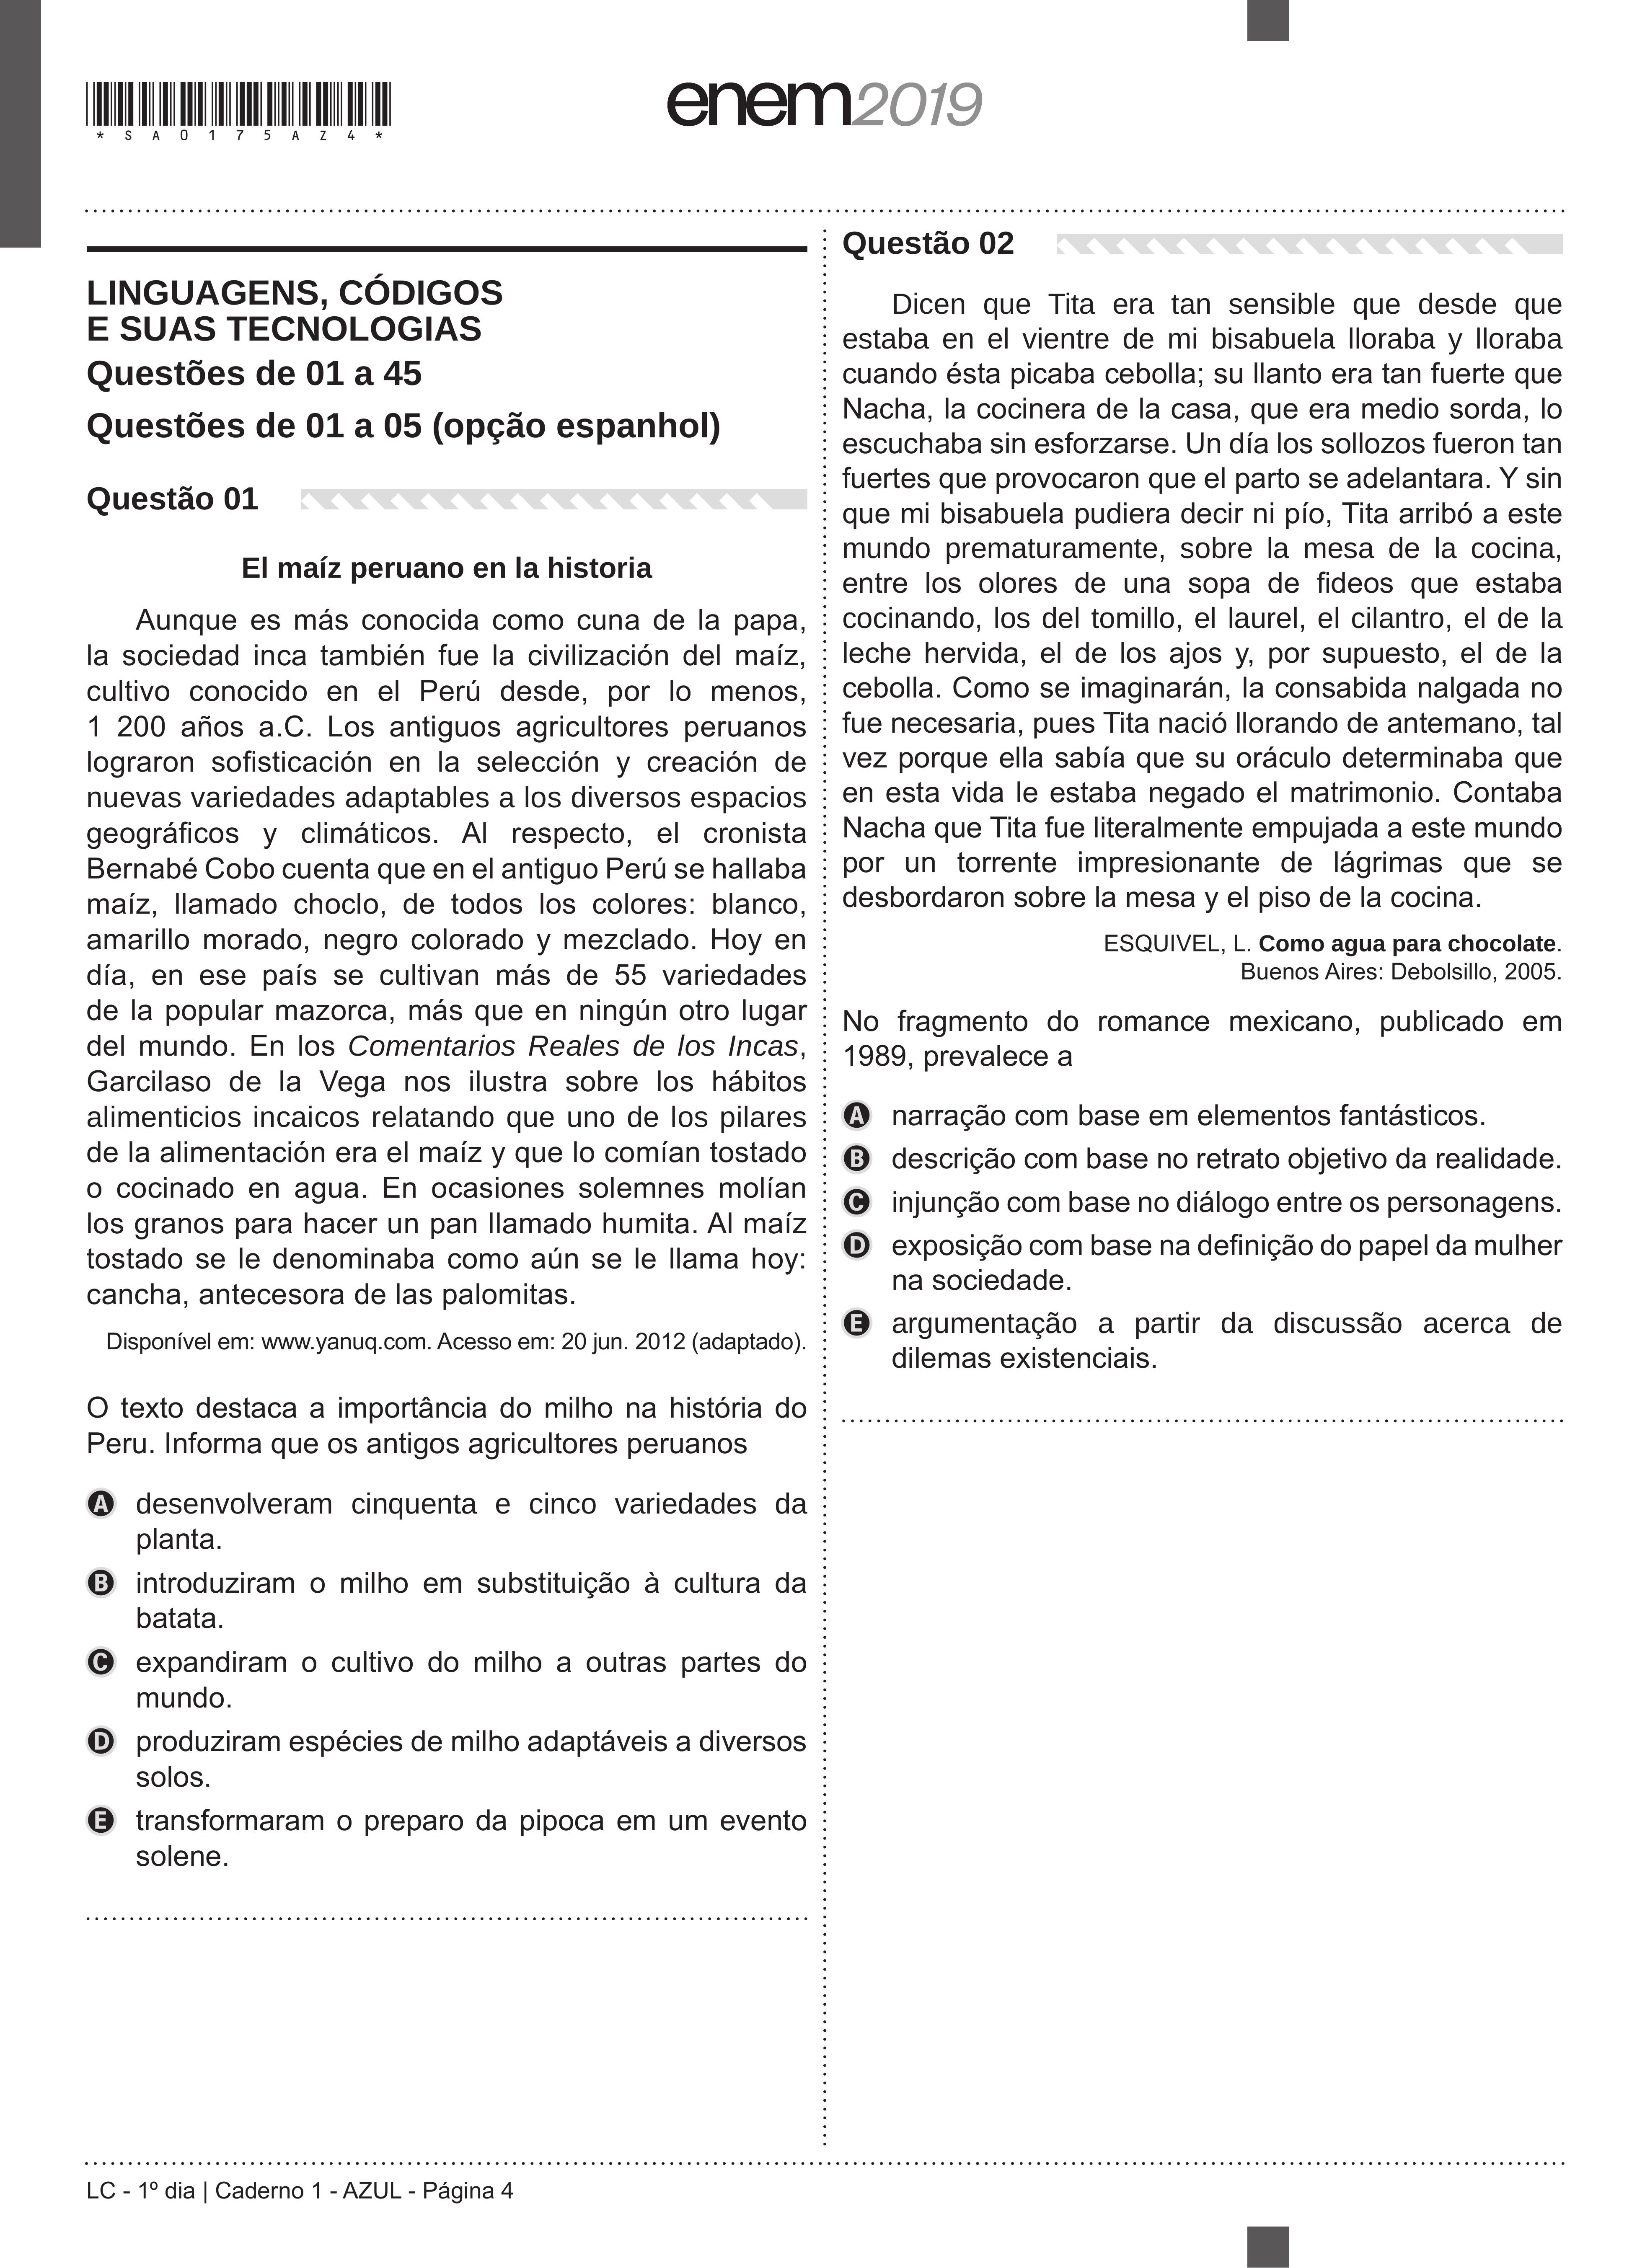 *SA0175AZ4*
enem2019
LINGUAGENS, CÓDIGOS
E SUAS TECNOLOGIAS
Questões de 01 a 45
Questões de 01 a 05 (opção espanhol)
Questão 01
El maíz peruano en la historia
Aunque es más conocida como cuna de la papa,
la sociedad inca también fue la civilización del maíz,
cultivo conocido en el Perú desde, por lo menos,
1 200 años a.C. Los antiguos agricultores peruanos
lograron sofisticación en la selección y creación de
nuevas variedades adaptables a los diversos espacios
geográficos y climáticos. Al respecto, el cronista
Bernabé Cobo cuenta que en el antiguo Perú se hallaba
maíz, llamado choclo, de todos los colores: blanco,
amarillo morado, negro colorado y mezclado. Hoy en
día, en ese país se cultivan más de 55 variedades
de la popular mazorca, más que en ningún otro lugar
del mundo. En los Comentarios Reales de los Incas,
Garcilaso de la Vega nos ilustra sobre los hábitos
alimenticios incaicos relatando que uno de los pilares
de la alimentación era el maíz y que lo comían tostado
o cocinado en agua. En ocasiones solemnes molían
los granos para hacer un pan llamado humita. Al maíz
tostado se le denominaba como aún se le llama hoy:
cancha, antecesora de las palomitas.
Disponível em: www.yanuq.com. Acesso em: 20 jun. 2012 (adaptado).
O texto destaca a importância do milho na história do
Peru. Informa que os antigos agricultores peruanos
A desenvolveram cinquenta e cinco variedades da
planta.
B introduziram o milho em substituição à cultura da
batata.
C expandiram o cultivo do milho a outras partes do
mundo.
D produziram espécies de milho adaptáveis a diversos
solos.
E transformaram o preparo da pipoca em um evento
solene.
Questão 02
Dicen que Tita era tan sensible que desde que
estaba en el vientre de mi bisabuela lloraba y lloraba
cuando ésta picaba cebolla; su llanto era tan fuerte que
Nacha, la cocinera de la casa, que era medio sorda, lo
escuchaba sin esforzarse. Un día los sollozos fueron tan
fuertes que provocaron que el parto se adelantara. Y sin
que mi bisabuela pudiera decir ni pío, Tita arribó a este
mundo prematuramente, sobre la mesa de la cocina,
entre los olores de una sopa de fideos que estaba
cocinando, los del tomillo, el laurel, el cilantro, el de la
leche hervida, el de los ajos y, por supuesto, el de la
cebolla. Como se imaginarán, la consabida nalgada no
fue necesaria, pues Tita nació llorando de antemano, tal
vez porque ella sabía que su oráculo determinaba que
en esta vida le estaba negado el matrimonio. Contaba
Nacha que Tita fue literalmente empujada a este mundo
por un torrente impresionante de lágrimas que se
desbordaron sobre la mesa y el piso de la cocina.
ESQUIVEL, L. Como agua para chocolate.
Buenos Aires: Debolsillo, 2005.
No fragmento do romance mexicano, publicado em
1989, prevalece a
A narração com base em elementos fantásticos.
B descrição com base no retrato objetivo da realidade.
C injunção com base no diálogo entre os personagens.
D exposição com base na definição do papel da mulher
na sociedade.
E argumentação a partir da discussão acerca de
dilemas existenciais.
LC - 1º dia | Caderno 1 - AZUL - Página 4